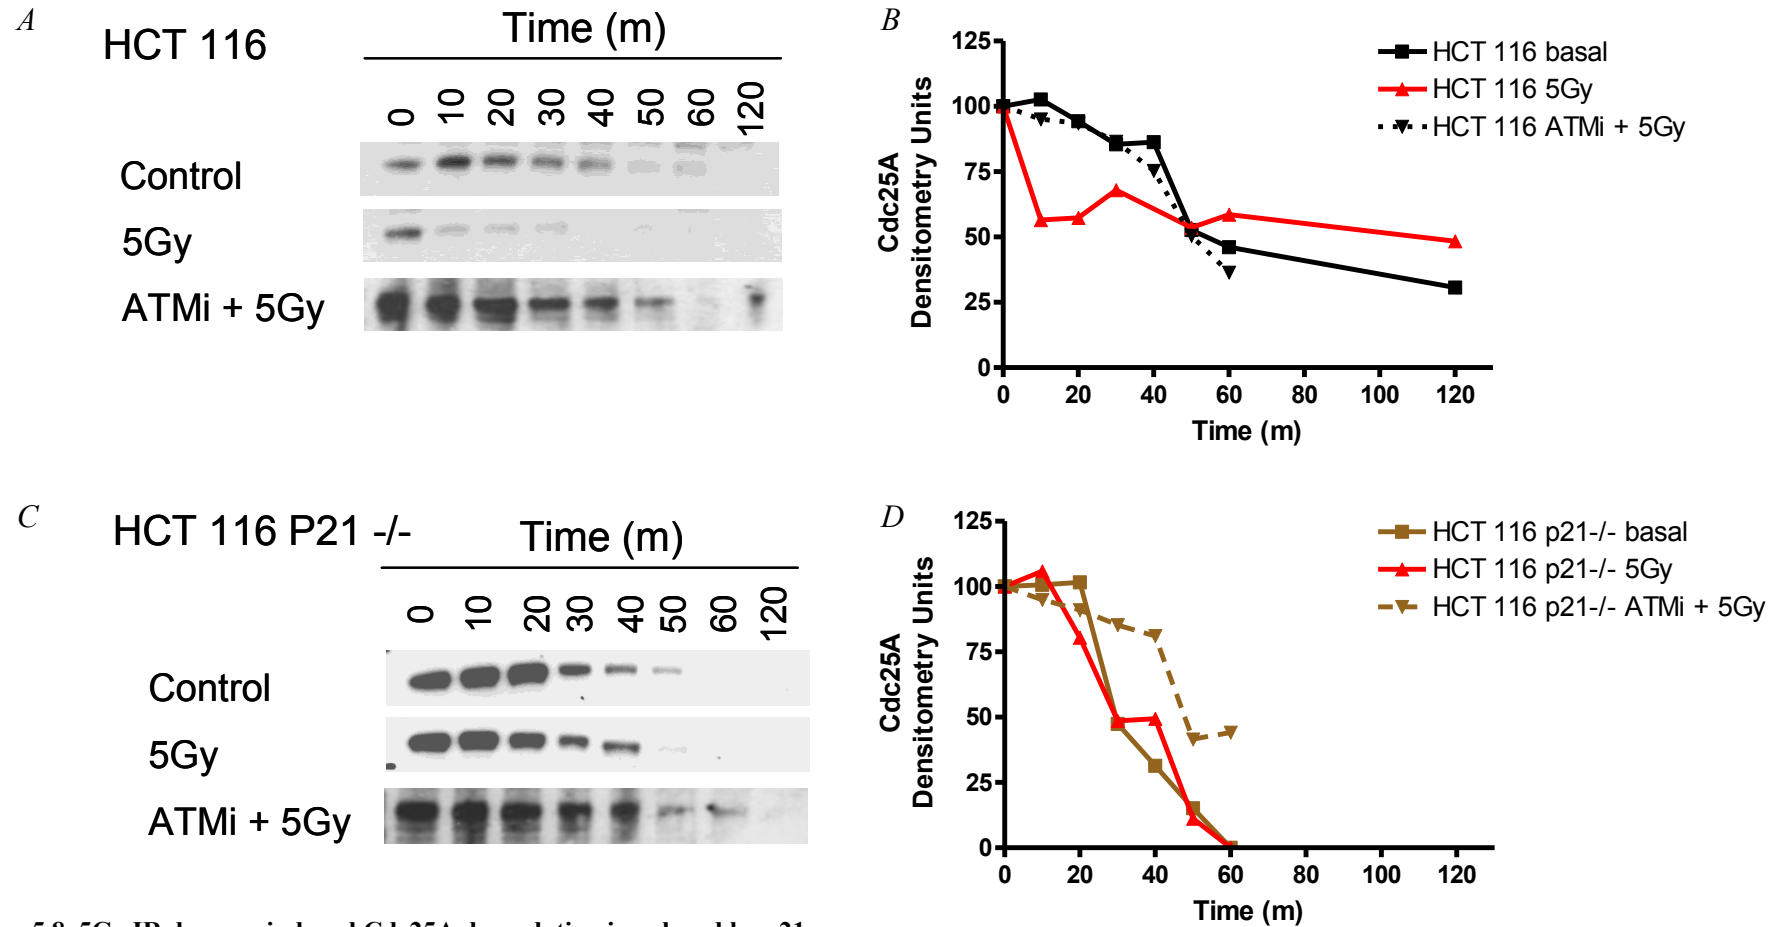 A
HCT 116
Time (m)
0 10 20 30 40 50 60 120
Control
5Gy
ATMi + 5Gy
B
125
100
75
50
25
0
Cdc25A
Densitometry Units
0 20 40 60 80 100 120
Time (m)
HCT 116 basal
HCT 116 5Gy
HCT 116 ATMi + 5Gy
C
HCT 116 P21 -/-
Time (m)
0 10 20 30 40 50 60 120
Control
5Gy
ATMi + 5Gy
D
125
100
75
50
25
0
Cdc25A
Densitometry Units
0 20 40 60 80 100 120
Time (m)
HCT 116 p21-/- basal
HCT 116 p21-/- 5Gy
HCT 116 p21-/- ATMi + 5Gy